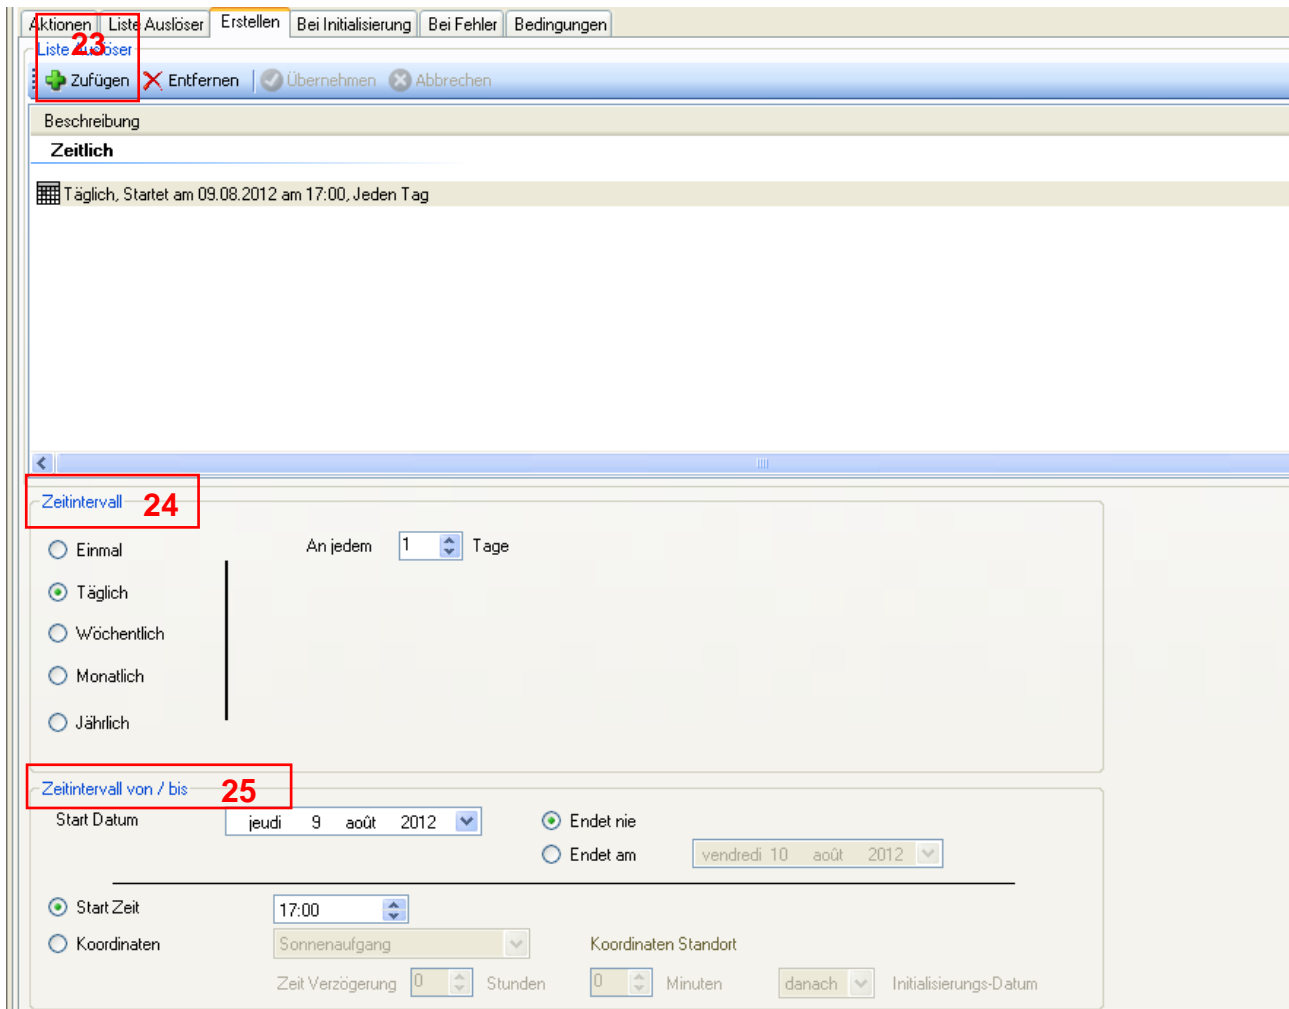 Aktionen Liste Auslöser Erstellen Bei Initialisierung Bei Fehler Bedingungen
Liste Auslöser 23
Zufügen Entfernen Übernehmen Abbrechen
Beschreibung
Zeitlich
Täglich, Startet am 09.08.2012 am 17:00, Jeden Tag
Zeitintervall 24
Einmal An jedem 1 Tage
Täglich
Wöchentlich
Monatlich
Jährlich
Zeitintervall von / bis 25
Start Datum jeudi 9 août 2012 Endet nie
Endet am vendredi 10 août 2012
Start Zeit 17:00
Koordinaten Sonnenaufgang Koordinaten Standort
Zeit Verzögerung 0 Stunden 0 Minuten danach Initialisierungs-Datum